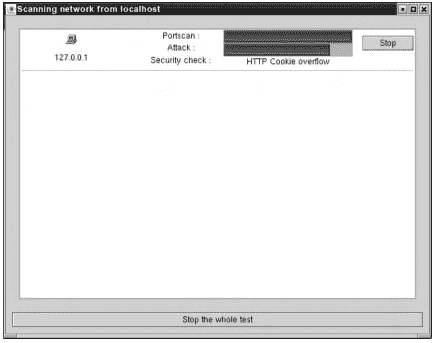 Scanning network from localhost
Portscan :
Attack :
Stop
127.0.0.1
Security check :
HTTP Cookie overflow
Stop the whole test